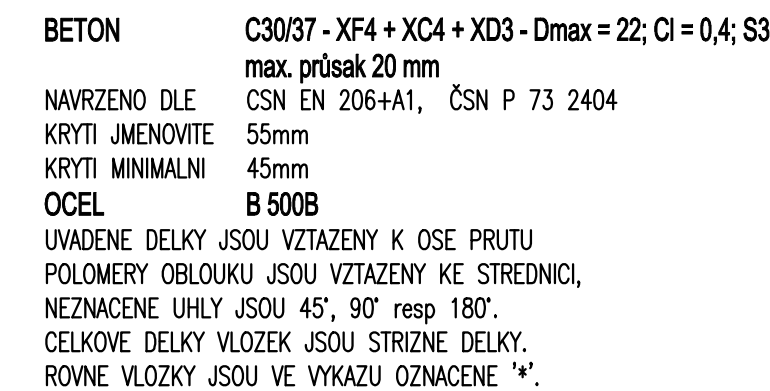 BETON C30/37 - XF4 + XC4 + XD3 - Dmax = 22; Cl = 0,4; S3
max. průsak 20 mm
NAVRZENO DLE CSN EN 206+A1, ČSN P 73 2404
KRYTI JMENOVITE 55mm
KRYTI MINIMALNI 45mm
OCEL B 500B
UVADENE DELKY JSOU VZTAZENY K OSE PRUTU
POLOMERY OBLOUKU JSOU VZTAZENY KE STREDNICI,
NEZNACENE UHLY JSOU 45°, 90° resp 180°.
CELKOVE DELKY VLOZEK JSOU STRIZNE DELKY.
ROVNE VLOZKY JSOU VE VYKAZU OZNACENE '*'.